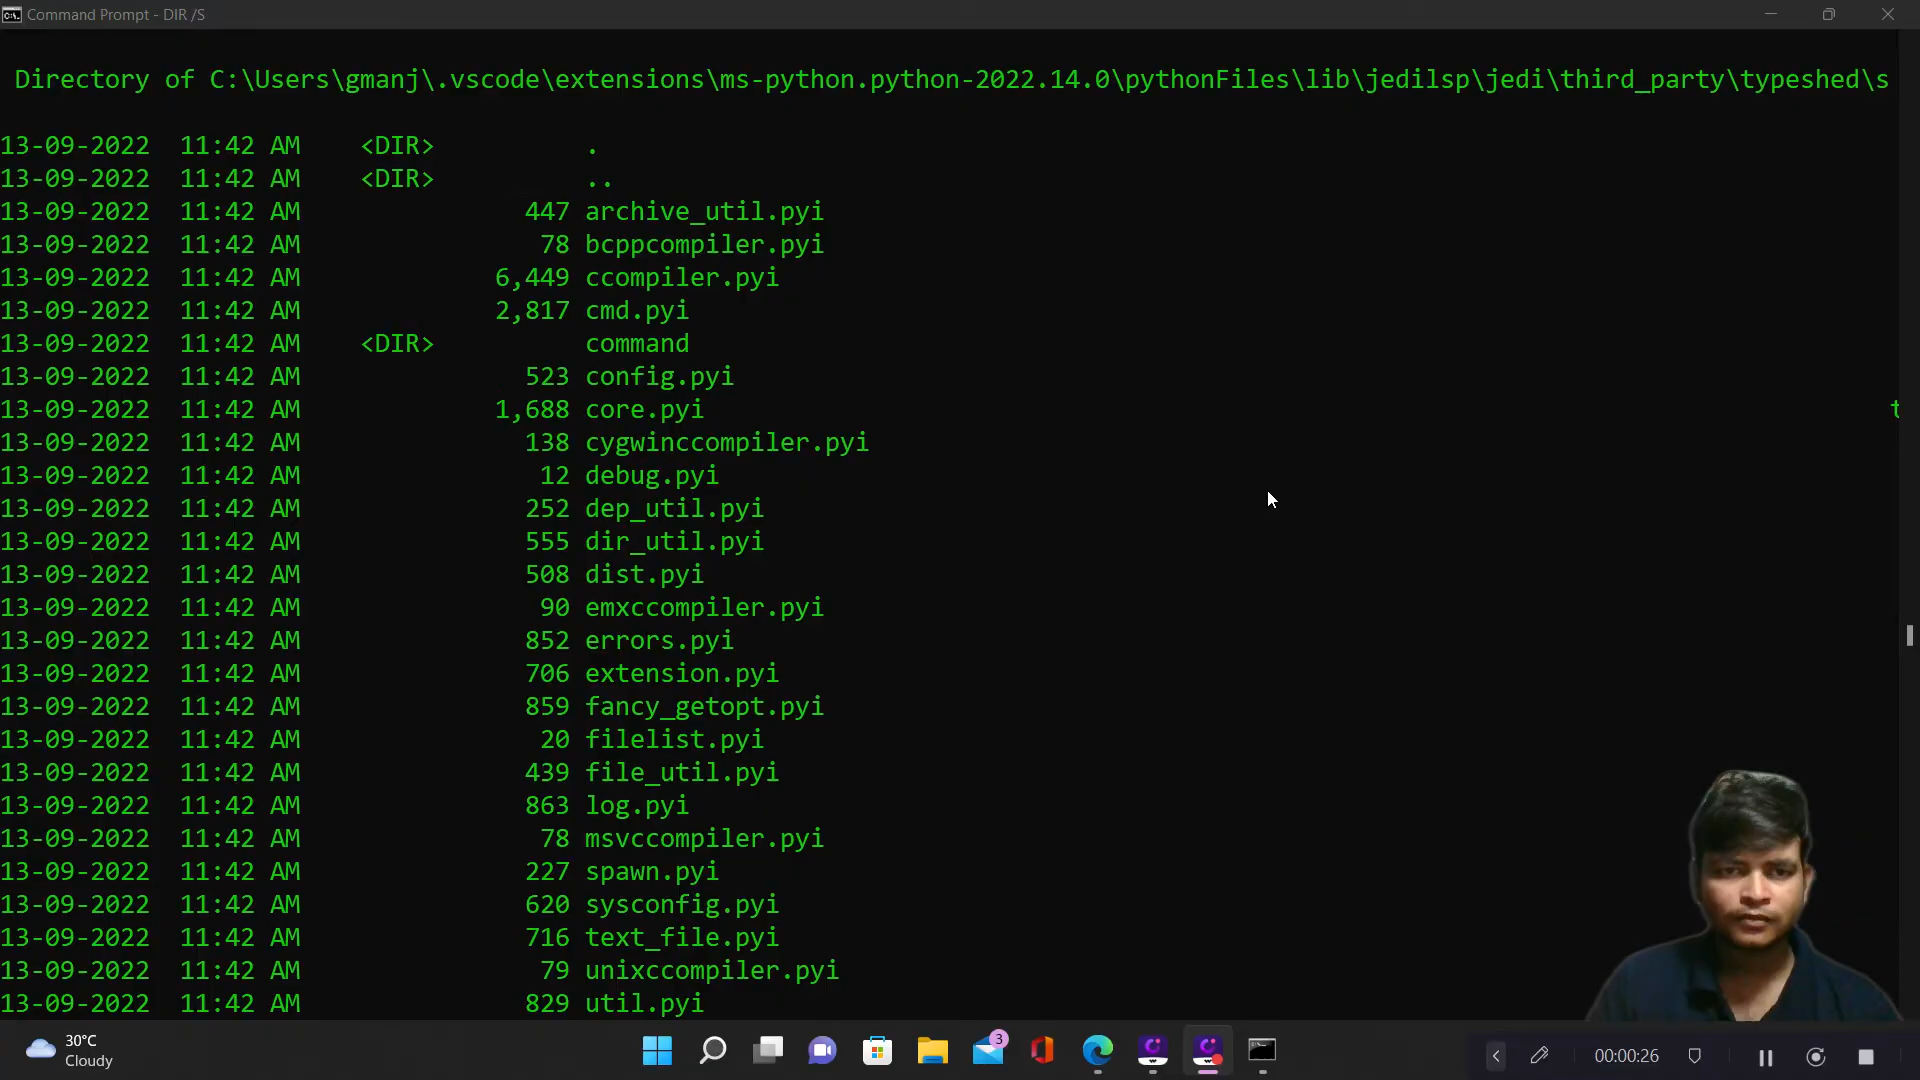 Command Prompt - DIR /S
Directory of C:\Users\gmanj\.vscode\extensions\ms-python.python-2022.14.0\pythonFiles\lib\jedilsp\jedi\third_party\typeshed\s
13-09-2022 11:42 AM <DIR> .
13-09-2022 11:42 AM <DIR> ..
13-09-2022 11:42 AM 447 archive_util.pyi
13-09-2022 11:42 AM 78 bcppcompiler.pyi
13-09-2022 11:42 AM 6,449 ccompiler.pyi
13-09-2022 11:42 AM 2,817 cmd.pyi
13-09-2022 11:42 AM <DIR> command
13-09-2022 11:42 AM 523 config.pyi
13-09-2022 11:42 AM 1,688 core.pyi t
13-09-2022 11:42 AM 138 cygwinccompiler.pyi
13-09-2022 11:42 AM 12 debug.pyi
13-09-2022 11:42 AM 252 dep_util.pyi
13-09-2022 11:42 AM 555 dir_util.pyi
13-09-2022 11:42 AM 508 dist.pyi
13-09-2022 11:42 AM 90 emxccompiler.pyi
13-09-2022 11:42 AM 852 errors.pyi
13-09-2022 11:42 AM 706 extension.pyi
13-09-2022 11:42 AM 859 fancy_getopt.pyi
13-09-2022 11:42 AM 20 filelist.pyi
13-09-2022 11:42 AM 439 file_util.pyi
13-09-2022 11:42 AM 863 log.pyi
13-09-2022 11:42 AM 78 msvccompiler.pyi
13-09-2022 11:42 AM 227 spawn.pyi
13-09-2022 11:42 AM 620 sysconfig.pyi
13-09-2022 11:42 AM 716 text_file.pyi
13-09-2022 11:42 AM 79 unixccompiler.pyi
13-09-2022 11:42 AM 829 util.pyi
30°C
Cloudy
3
00:00:26